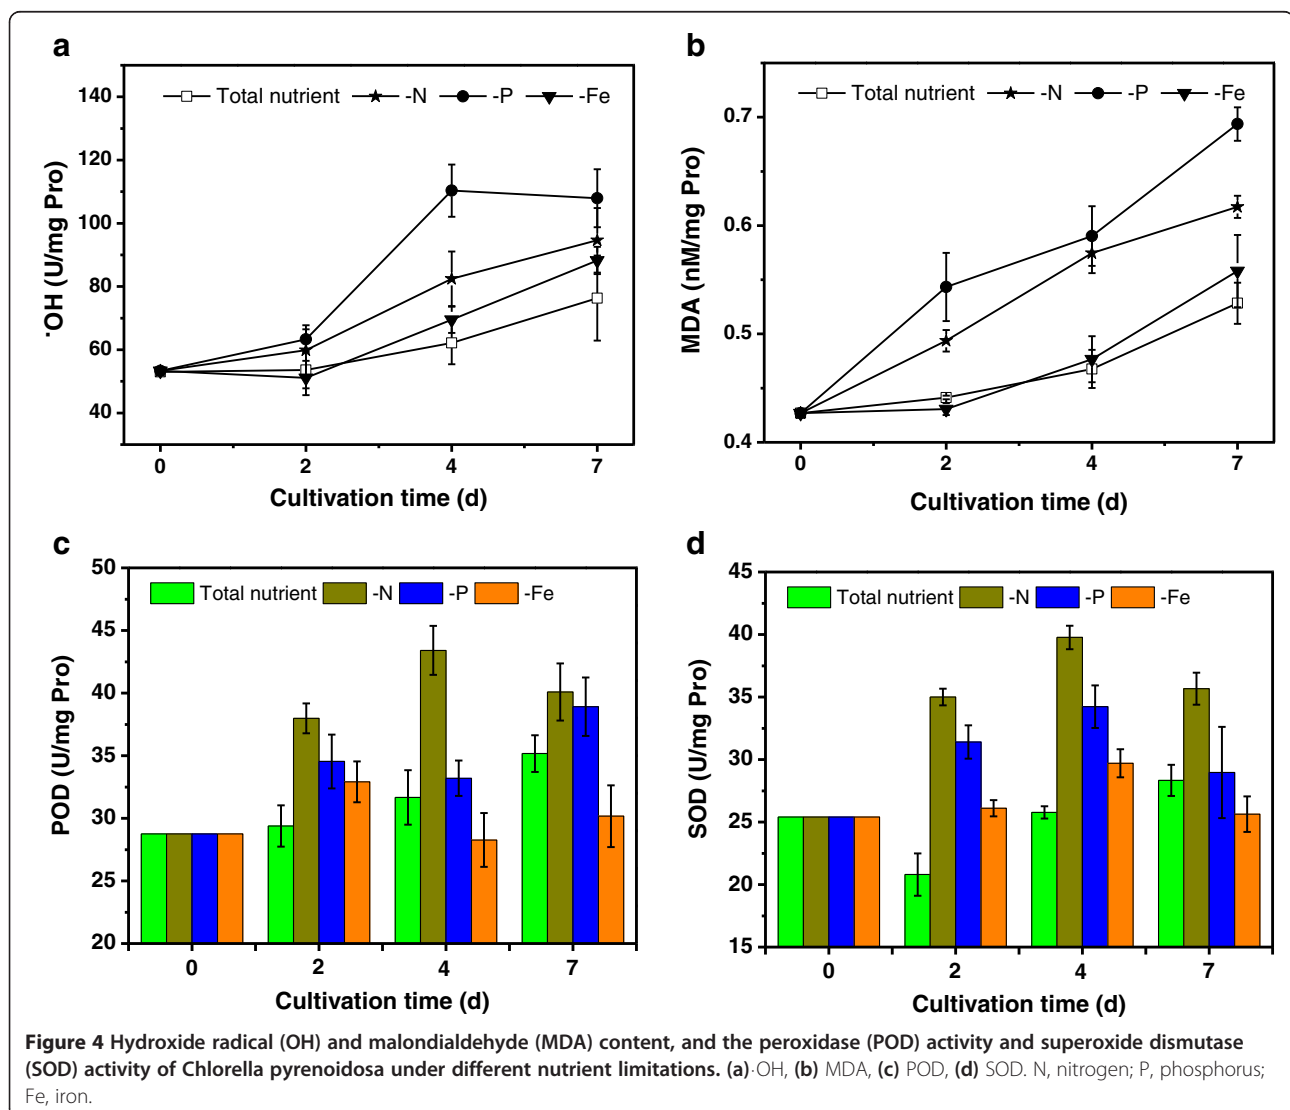 a
Total nutrient -N -P -Fe
140
120
100
80
60
40
·OH (U/mg Pro)
0 2 4 7
Cultivation time (d)
b
Total nutrient -N -P -Fe
0.7
0.6
0.5
0.4
MDA (nM/mg Pro)
0 2 4 7
Cultivation time (d)
c
Total nutrient -N -P -Fe
50
45
40
35
30
25
20
POD (U/mg Pro)
0 2 4 7
Cultivation time (d)
d
Total nutrient -N -P -Fe
45
40
35
30
25
20
15
SOD (U/mg Pro)
0 2 4 7
Cultivation time (d)
Figure 4 Hydroxide radical (OH) and malondialdehyde (MDA) content, and the peroxidase (POD) activity and superoxide dismutase
(SOD) activity of Chlorella pyrenoidosa under different nutrient limitations. (a)·OH, (b) MDA, (c) POD, (d) SOD. N, nitrogen; P, phosphorus;
Fe, iron.